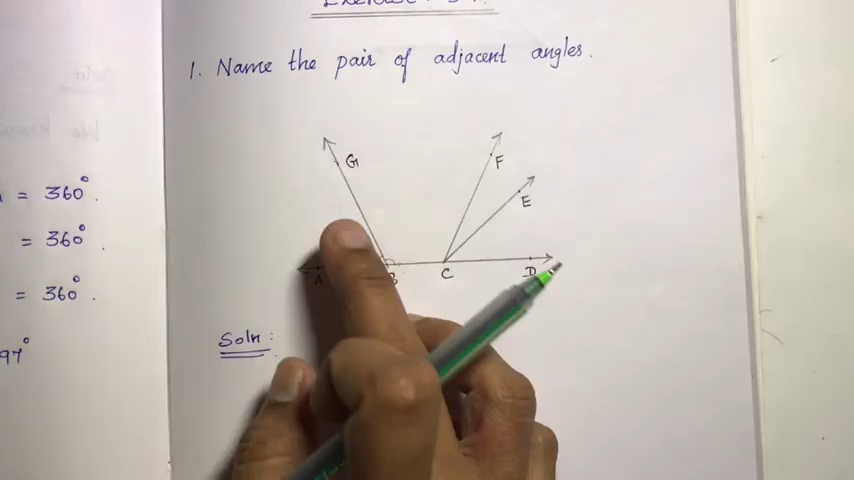 1. Name the pair of adjacent angles.
= 360°.
= 360°.
= 360°.
97°
G
F
E
A
B
C
D
Soln: